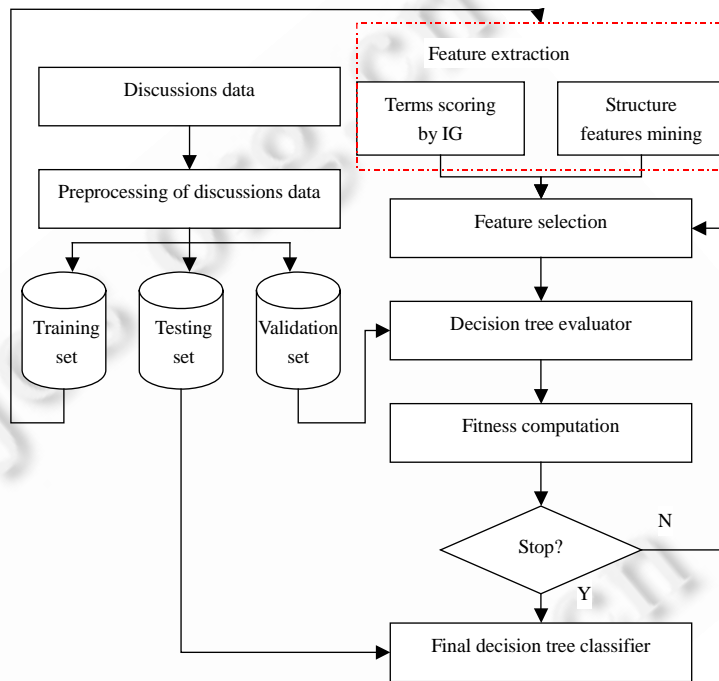 Feature extraction
Discussions data
Terms scoring
by IG
Structure
features mining
Preprocessing of discussions data
Feature selection
Training
set
Testing
set
Validation
set
Decision tree evaluator
Fitness computation
Stop?
N
Y
Final decision tree classifier